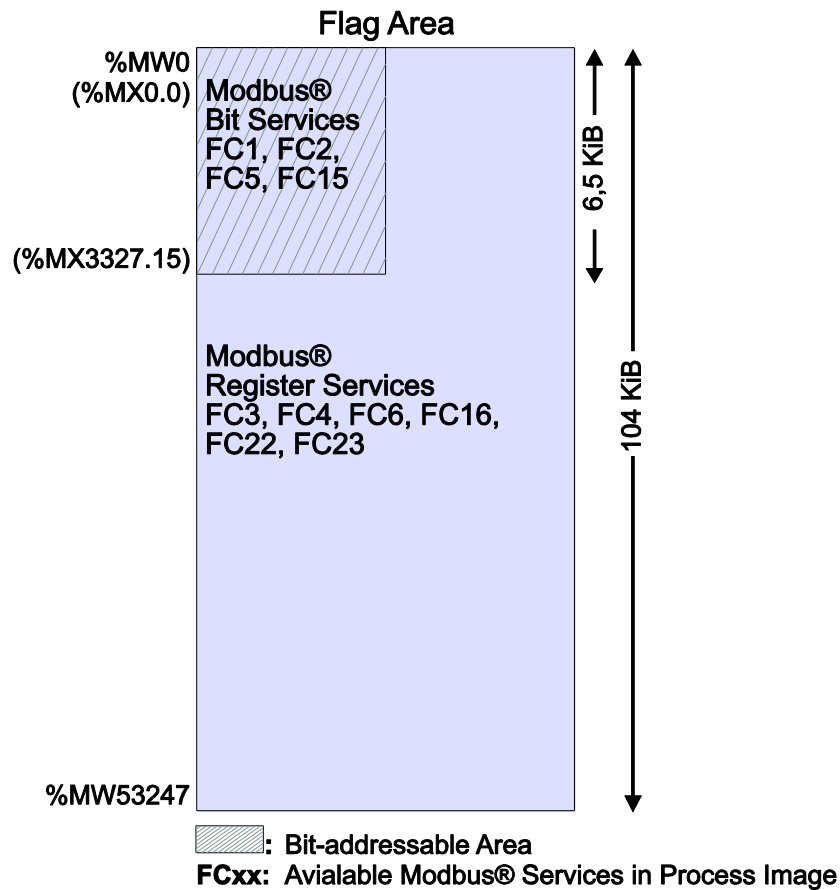 Flag Area
%MW0
(%MX0.0)
Modbus®
Bit Services
FC1, FC2,
FC5, FC15
6,5 KiB
(%MX3327.15)
Modbus®
Register Services
FC3, FC4, FC6, FC16,
FC22, FC23
104 KiB
%MW53247
: Bit-addressable Area
FCxx: Avialable Modbus® Services in Process Image